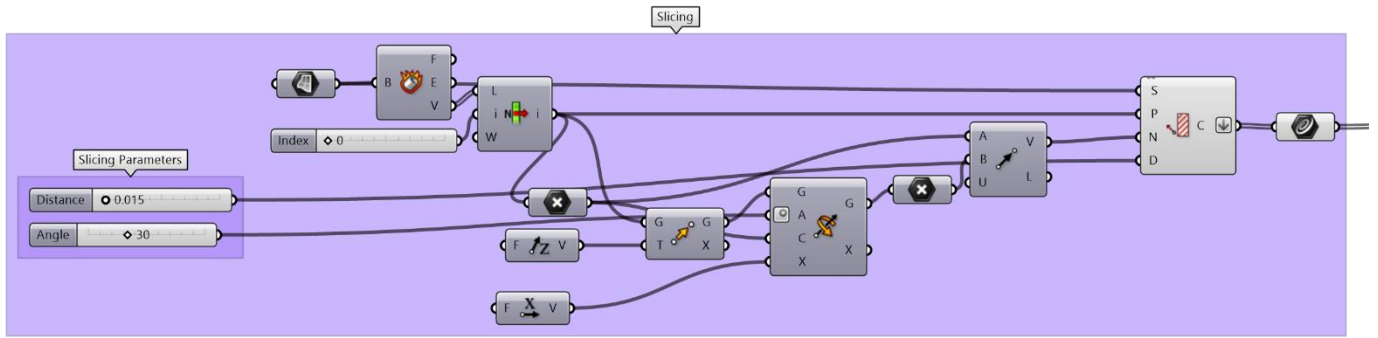 Slicing
B
F
E
V
L
i
W
N
i
Index
0
Slicing Parameters
Distance
0.015
Angle
30
F
Z
V
F
X
V
G
T
G
X
G
A
C
X
G
X
A
B
U
V
L
S
P
N
D
C